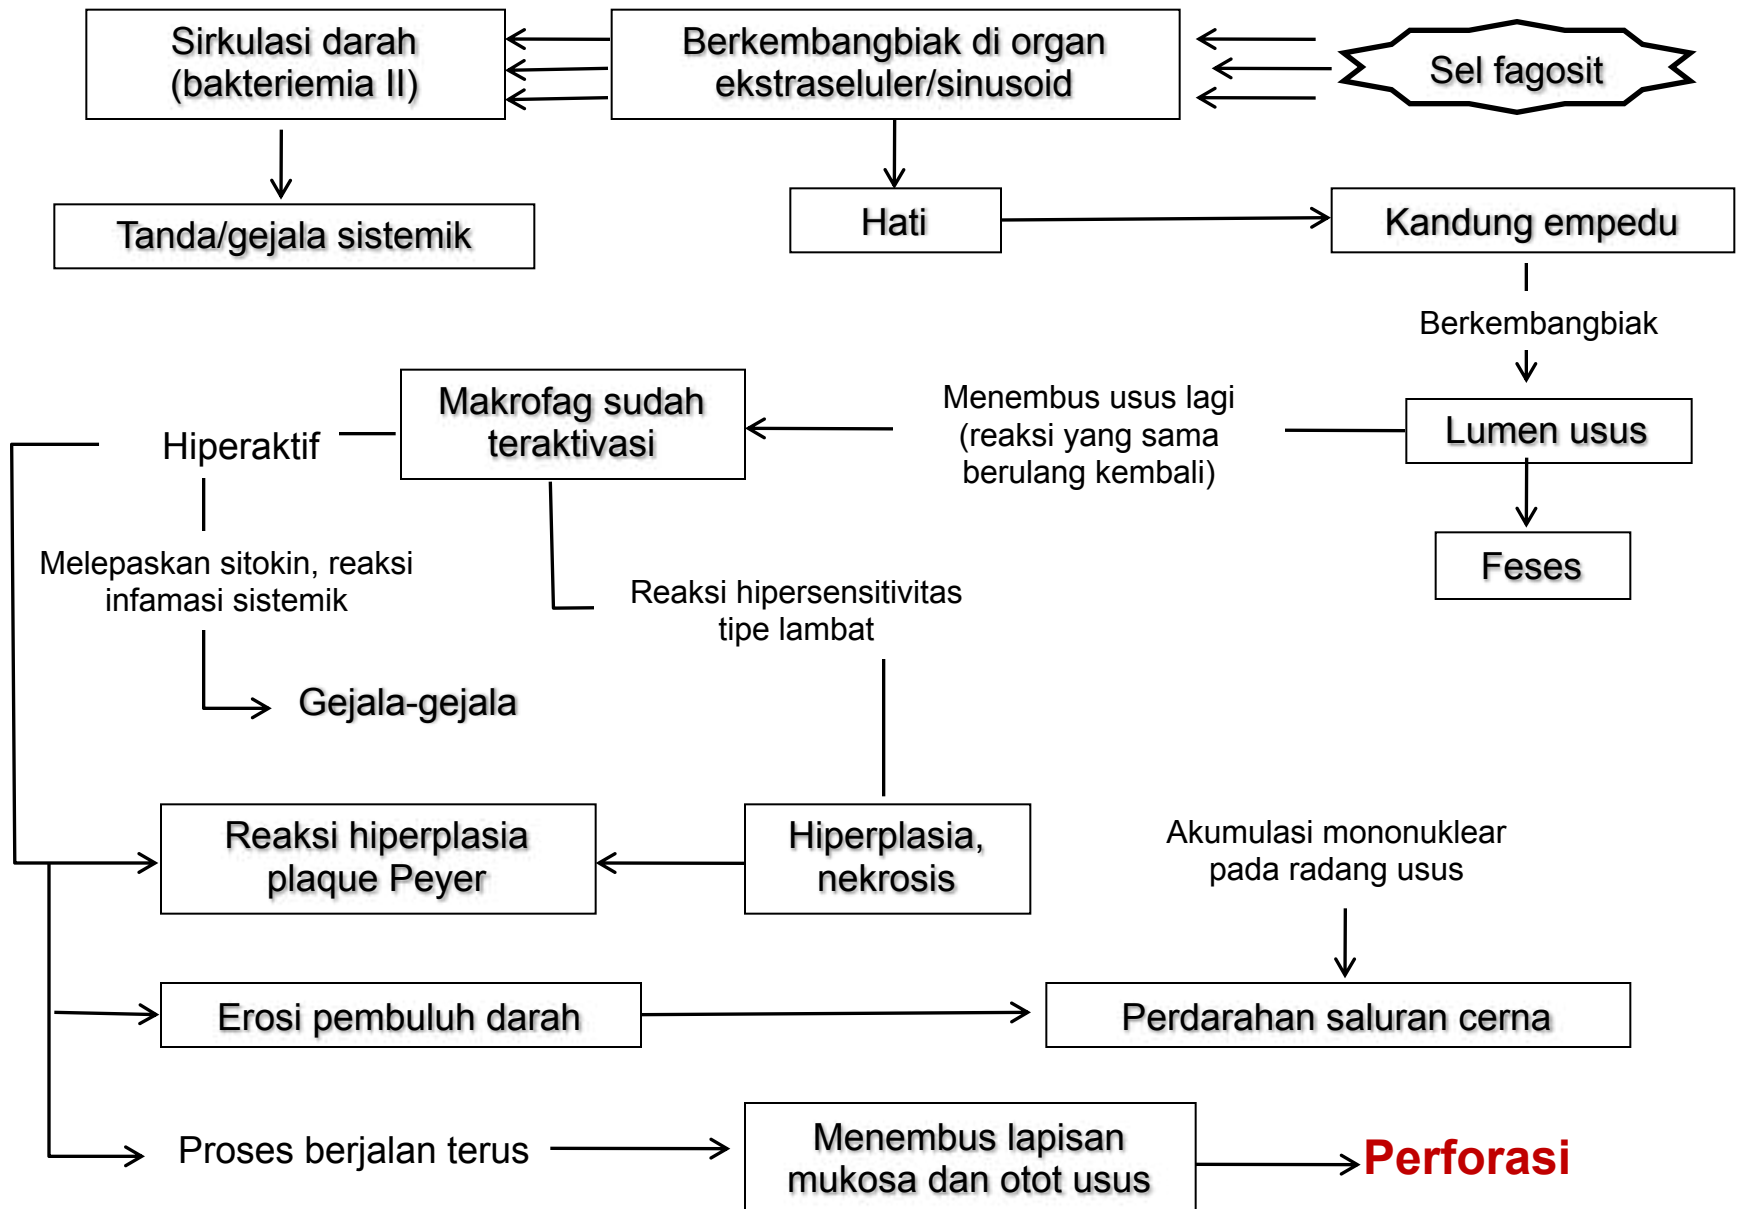 Sirkulasi darah
(bakteriemia II)
Berkembangbiak di organ
ekstraseluler/sinusoid
Sel fagosit
Tanda/gejala sistemik
Hati
Kandung empedu
Berkembangbiak
Makrofag sudah
teraktivasi
Menembus usus lagi
(reaksi yang sama
berulang kembali)
Lumen usus
Hiperaktif
Feses
Melepaskan sitokin, reaksi
infamasi sistemik
Reaksi hipersensitivitas
tipe lambat
Gejala-gejala
Reaksi hiperplasia
plaque Peyer
Hiperplasia,
nekrosis
Akumulasi mononuklear
pada radang usus
Erosi pembuluh darah
Perdarahan saluran cerna
Proses berjalan terus
Menembus lapisan
mukosa dan otot usus
Perforasi